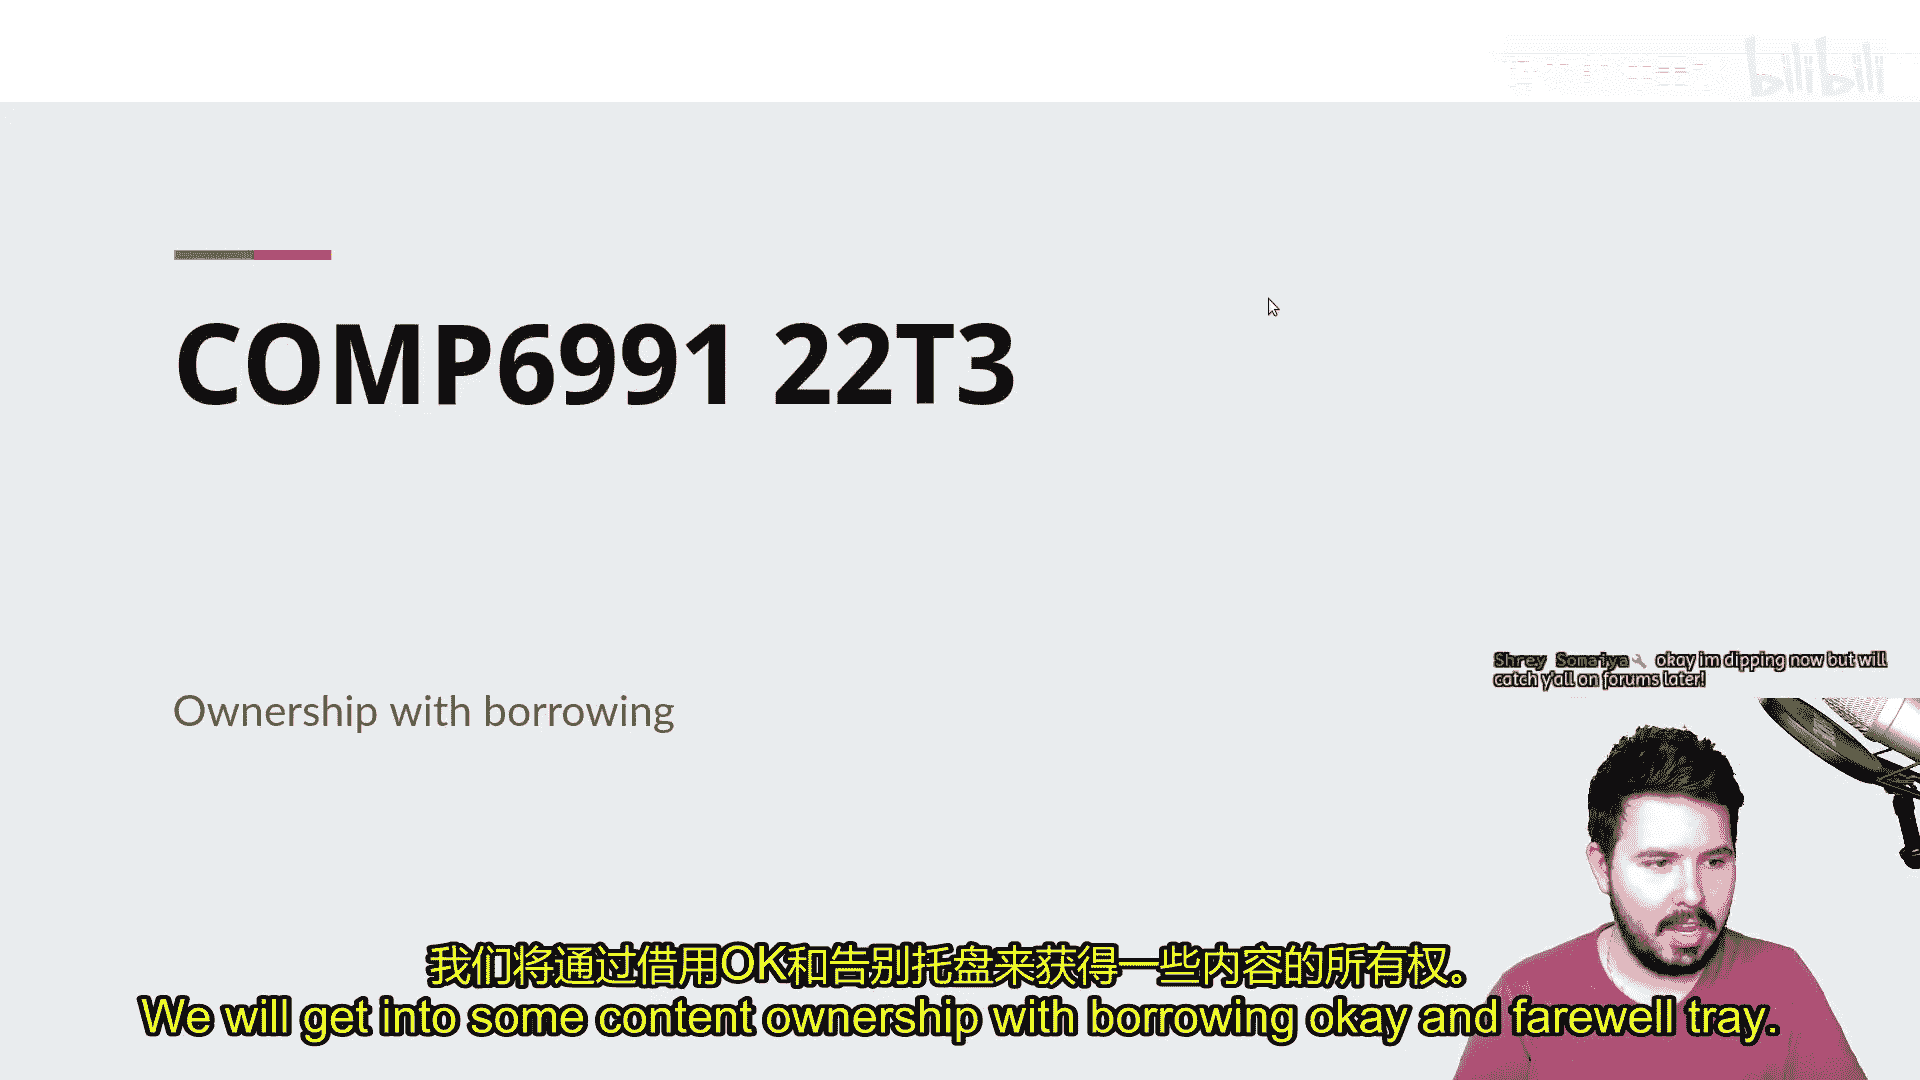 bilibili
COMP6991 22T3
Shrey Somaiya okay im dipping now but will
catch y'all on forums later!
Ownership with borrowing
我们将通过借用OK和告别托盘来获得一些内容的所有权。
We will get into some content ownership with borrowing okay and farewell tray.